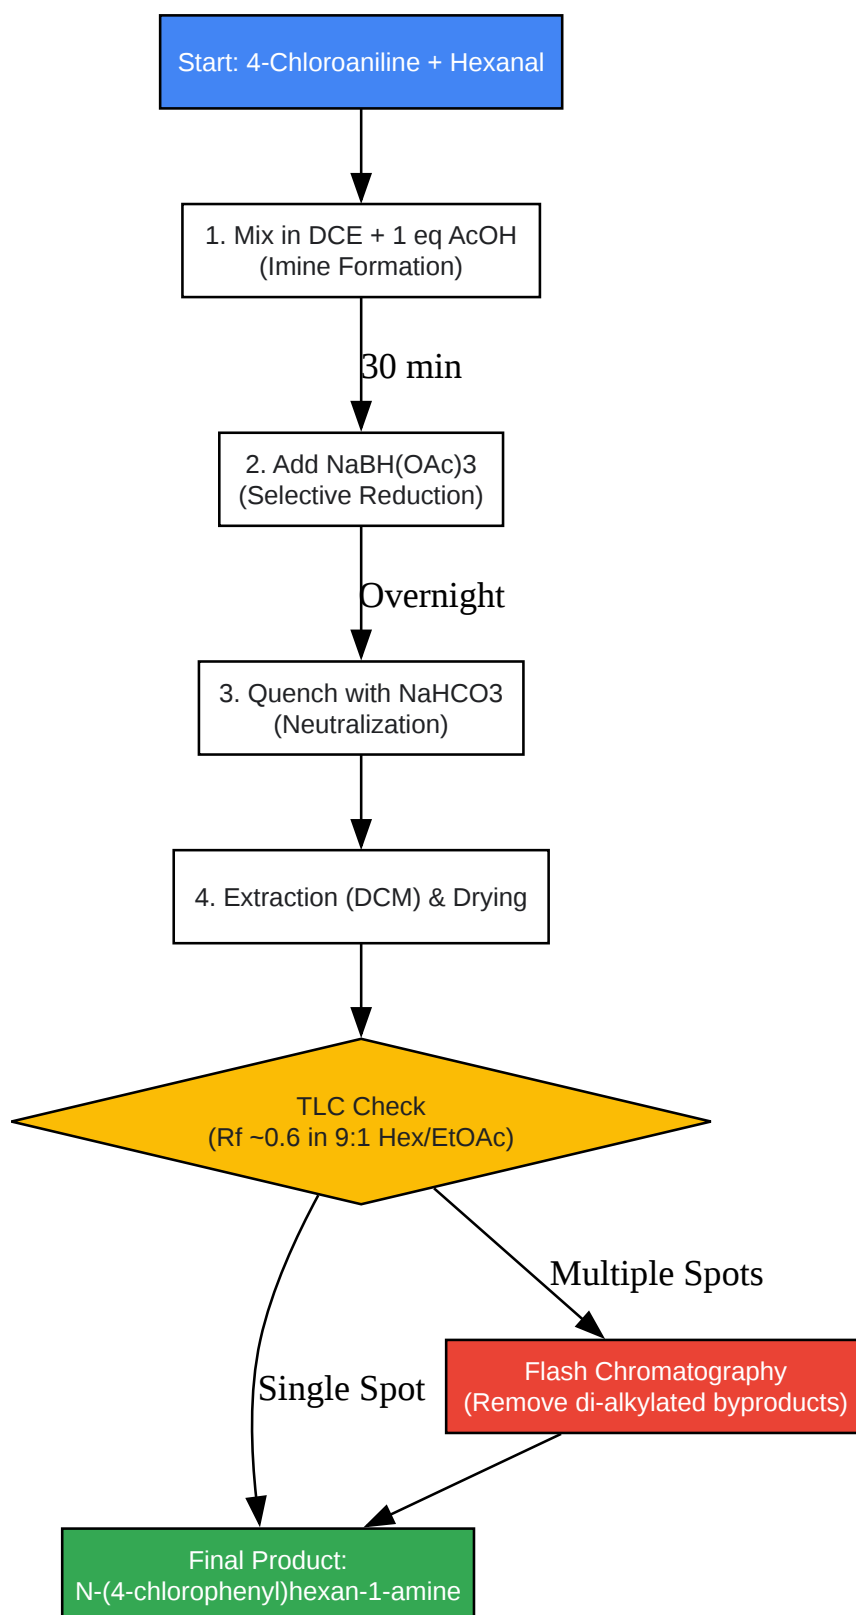 Start: 4-Chloroaniline + Hexanal
1. Mix in DCE + 1 eq AcOH
(Imine Formation)
30 min
2. Add NaBH(OAc)3
(Selective Reduction)
Overnight
3. Quench with NaHCO3
(Neutralization)
4. Extraction (DCM) & Drying
TLC Check
(Rf ~0.6 in 9:1 Hex/EtOAc)
Multiple Spots
Flash Chromatography
(Remove di-alkylated byproducts)
Single Spot
Final Product:
N-(4-chlorophenyl)hexan-1-amine